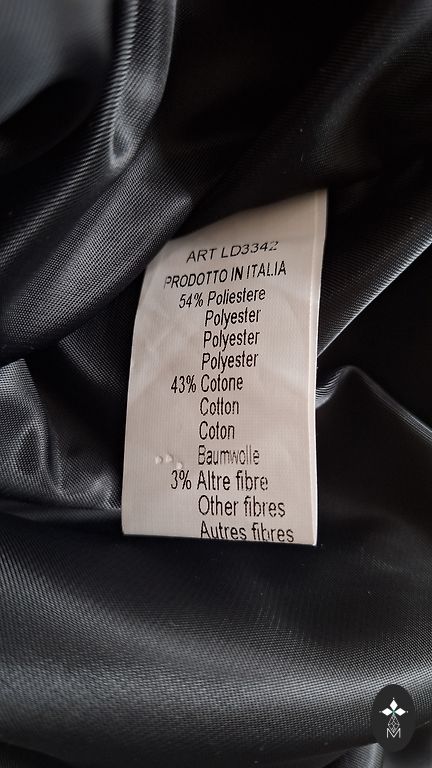 ART LD3342
PRODOTTO IN ITALIA
54% Poliestere
Polyester
Polyester
Polyester
43% Cotone
Cotton
Coton
Baumwolle
3% Altre fibre
Other fibres
Autres fibres
M